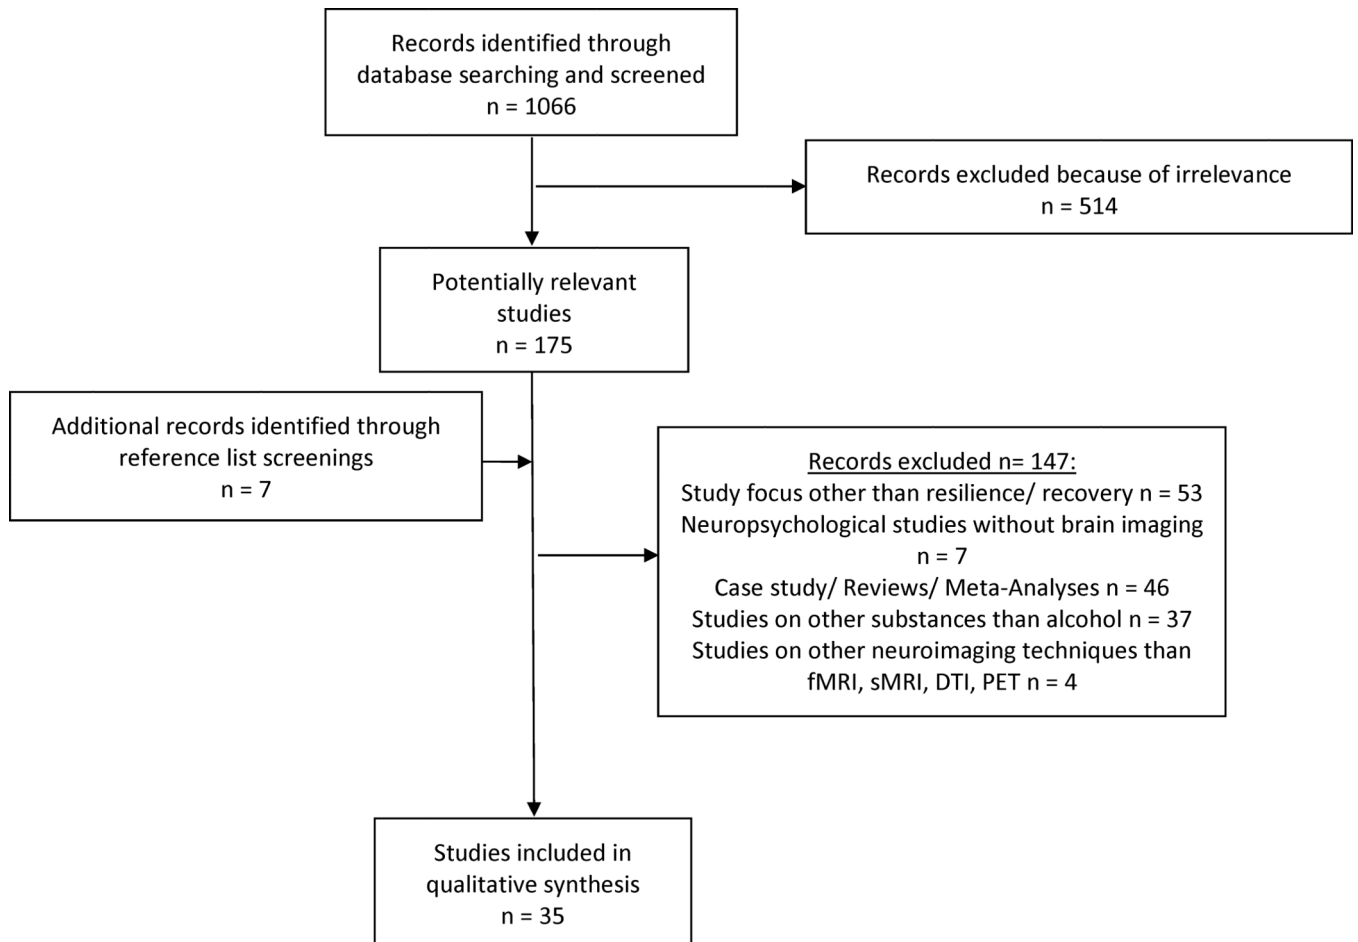 Records identified through
database searching and screened
n = 1066
Records excluded because of irrelevance
n = 514
Potentially relevant
studies
n = 175
Additional records identified through
reference list screenings
n = 7
Records excluded n= 147:
Study focus other than resilience/ recovery n = 53
Neuropsychological studies without brain imaging
n = 7
Case study/ Reviews/ Meta-Analyses n = 46
Studies on other substances than alcohol n = 37
Studies on other neuroimaging techniques than
fMRI, sMRI, DTI, PET n = 4
Studies included in
qualitative synthesis
n = 35